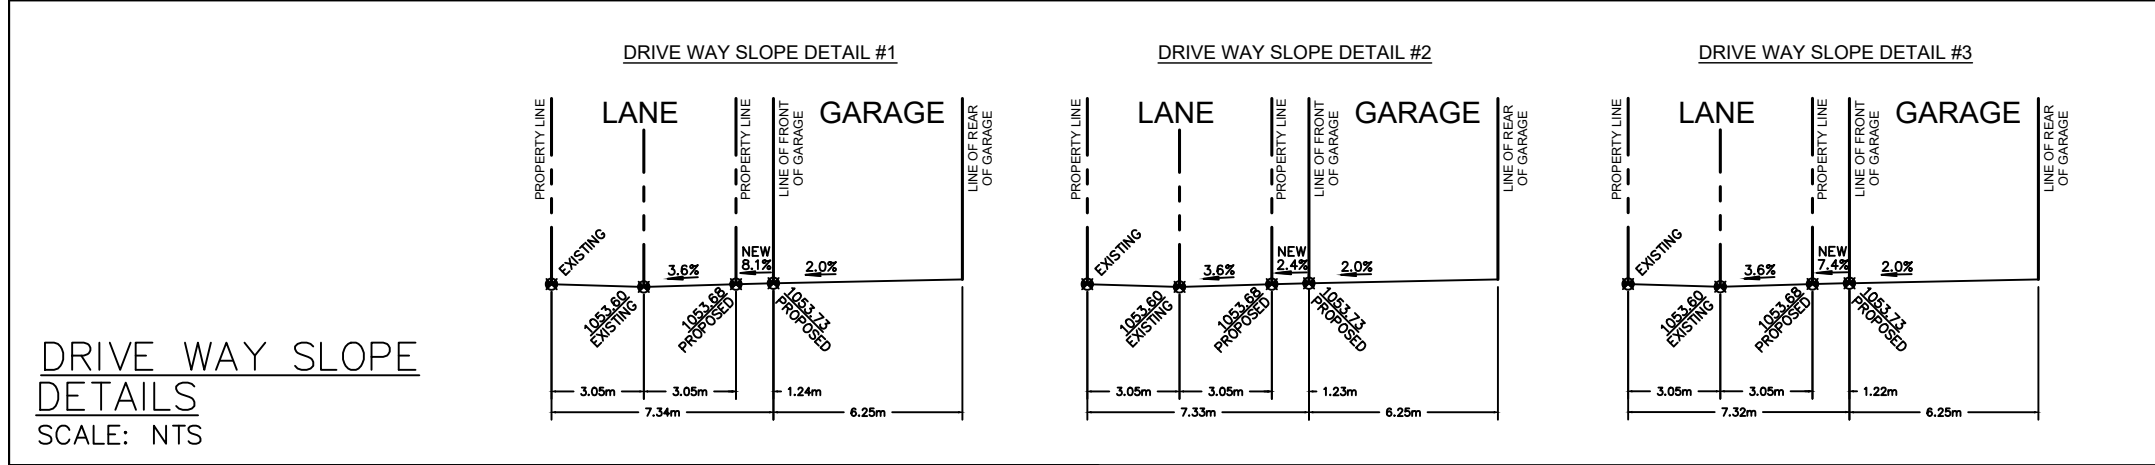 DRIVE WAY SLOPE DETAIL #1
PROPERTY LINE
LANE
PROPERTY LINE
LINE OF FRONT
OF GARAGE
GARAGE
LINE OF REAR
OF GARAGE
EXISTING
3.6%
NEW
8.1%
2.0%
1053.60
EXISTING
1053.68
PROPOSED
1053.73
PROPOSED
3.05m
3.05m
1.24m
7.34m
6.25m
DRIVE WAY SLOPE DETAIL #2
PROPERTY LINE
LANE
PROPERTY LINE
LINE OF FRONT
OF GARAGE
GARAGE
LINE OF REAR
OF GARAGE
EXISTING
3.6%
NEW
2.4%
2.0%
1053.60
EXISTING
1053.68
PROPOSED
1053.73
PROPOSED
3.05m
3.05m
1.23m
7.33m
6.25m
DRIVE WAY SLOPE DETAIL #3
PROPERTY LINE
LANE
PROPERTY LINE
LINE OF FRONT
OF GARAGE
GARAGE
LINE OF REAR
OF GARAGE
EXISTING
3.6%
NEW
7.4%
2.0%
1053.60
EXISTING
1053.68
PROPOSED
1053.73
PROPOSED
3.05m
3.05m
1.22m
7.32m
6.25m
DRIVE WAY SLOPE
DETAILS
SCALE: NTS